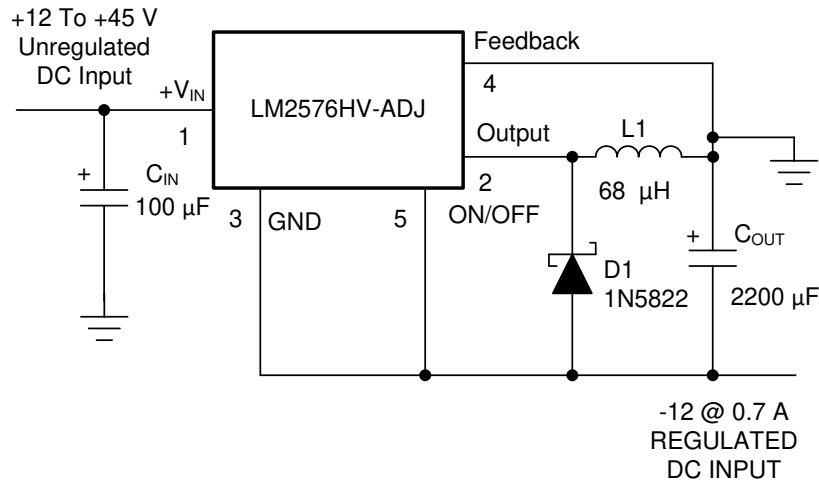 +12 To +45 V
Unregulated
DC Input
+VIN
1
LM2576HV-ADJ
Feedback
4
Output
2
ON/OFF
L1
68 µH
+
CIN
100 µF
3
GND
5
D1
1N5822
+
COUT
2200 µF
-12 @ 0.7 A
REGULATED
DC INPUT